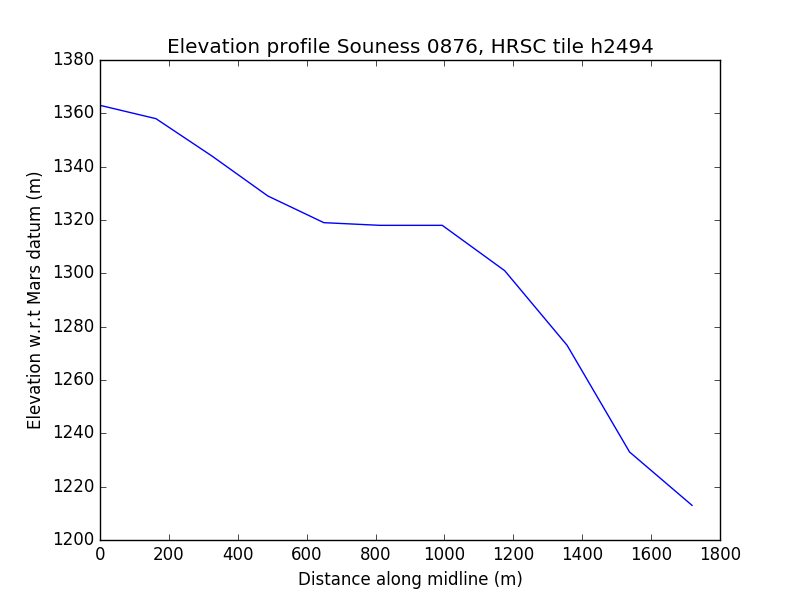 Elevation profile Souness 0876, HRSC tile h2494
Elevation w.r.t Mars datum (m)
1380
1360
1340
1320
1300
1280
1260
1240
1220
1200
0 200 400 600 800 1000 1200 1400 1600 1800
Distance along midline (m)